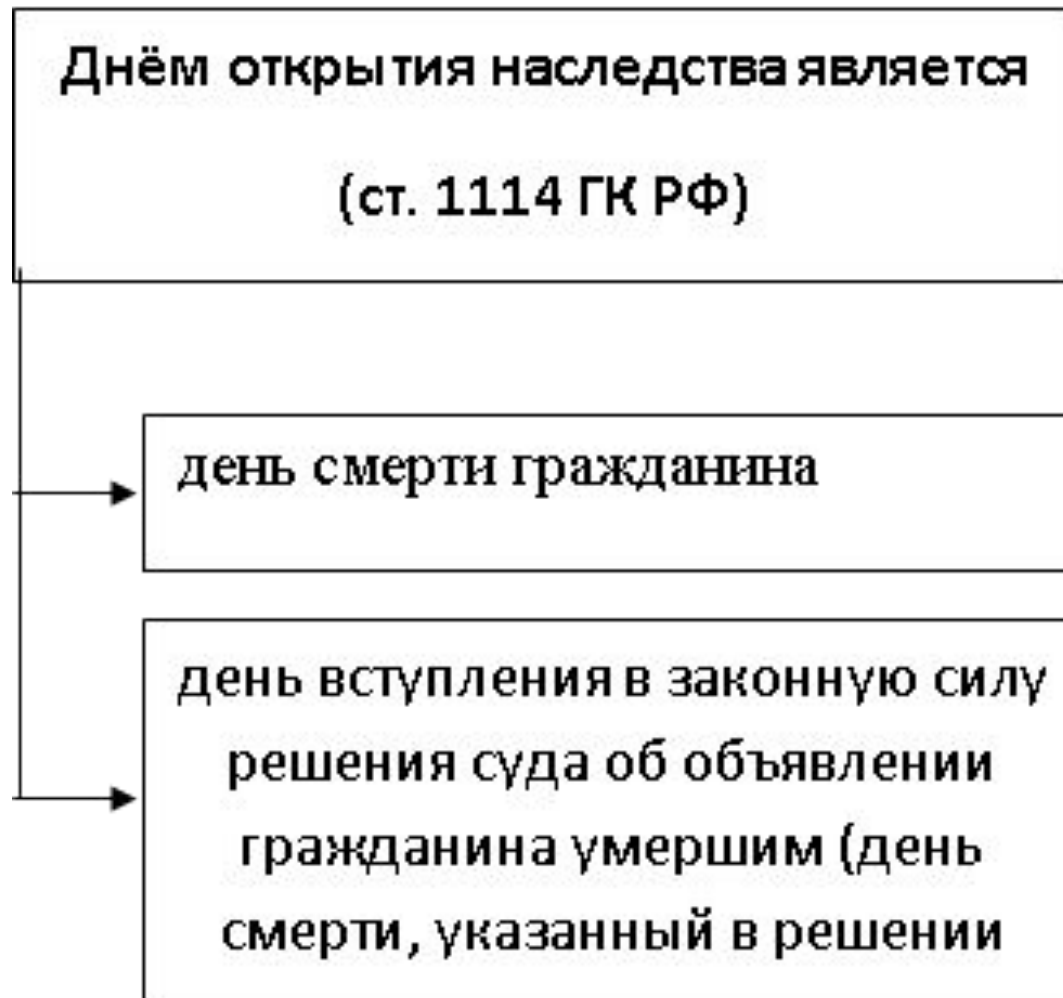 Днём открытия наследства является
(ст. 1114 ГК РФ)
день смерти гражданина
день вступления в законную силу
решения суда об объявлении
гражданина умершим (день
смерти, указанный в решении